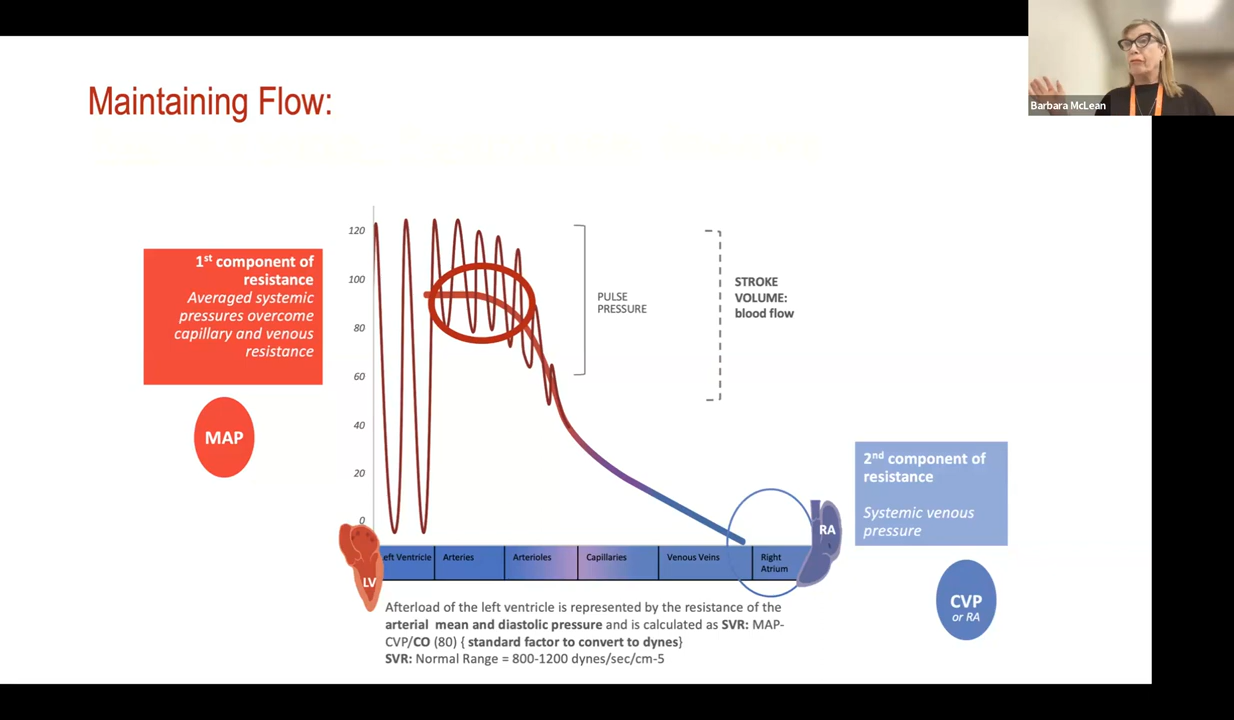 Barbara McLean
Maintaining Flow:
1st component of
resistance
Averaged systemic
pressures overcome
capillary and venous
resistance
MAP
120
100
80
60
40
20
0
PULSE
PRESSURE
STROKE
VOLUME:
blood flow
2nd component of
resistance
Systemic venous
pressure
CVP
or RA
RA
LV
eft Ventricle
Arteries
Arterioles
Capillaries
Venous Veins
Right
Atrium
Afterload of the left ventricle is represented by the resistance of the
arterial mean and diastolic pressure and is calculated as SVR: MAP-
CVP/CO (80) { standard factor to convert to dynes}
SVR: Normal Range = 800-1200 dynes/sec/cm-5